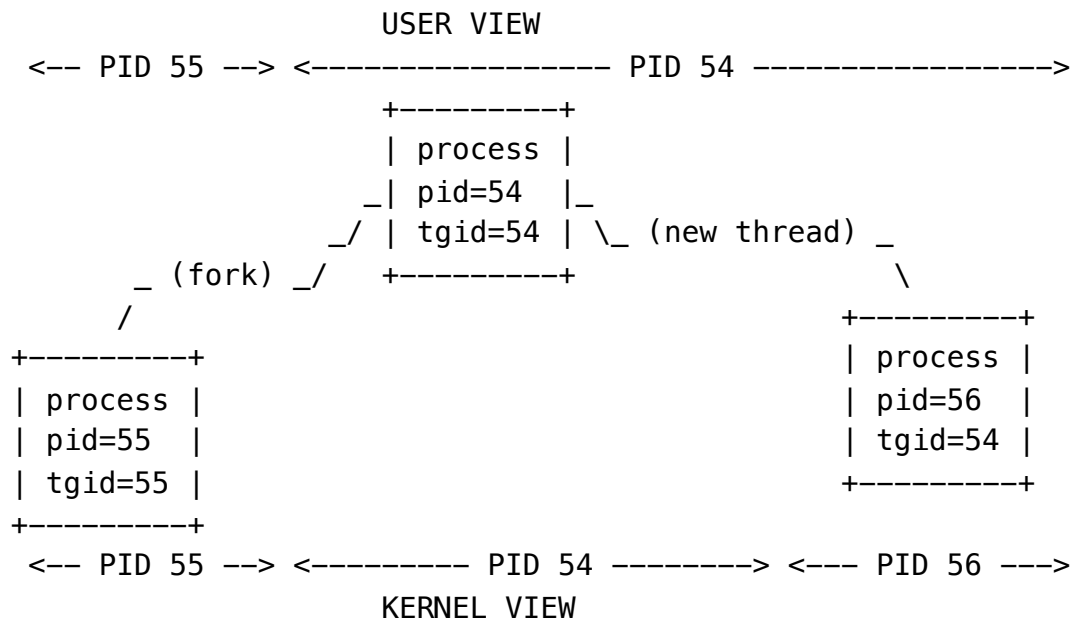 USER VIEW
<-- PID 55 --> <----------------- PID 54 ----------------->
+---------+
| process |
_| pid=54 |_
_/ | tgid=54 | \_ (new thread) _
_ (fork) _/ +---------+ \
/ +---------+
+---------+ | process |
| process | | pid=56 |
| pid=55 | | tgid=54 |
| tgid=55 | +---------+
+---------+
<-- PID 55 --> <--------- PID 54 --------> <--- PID 56 --->
KERNEL VIEW